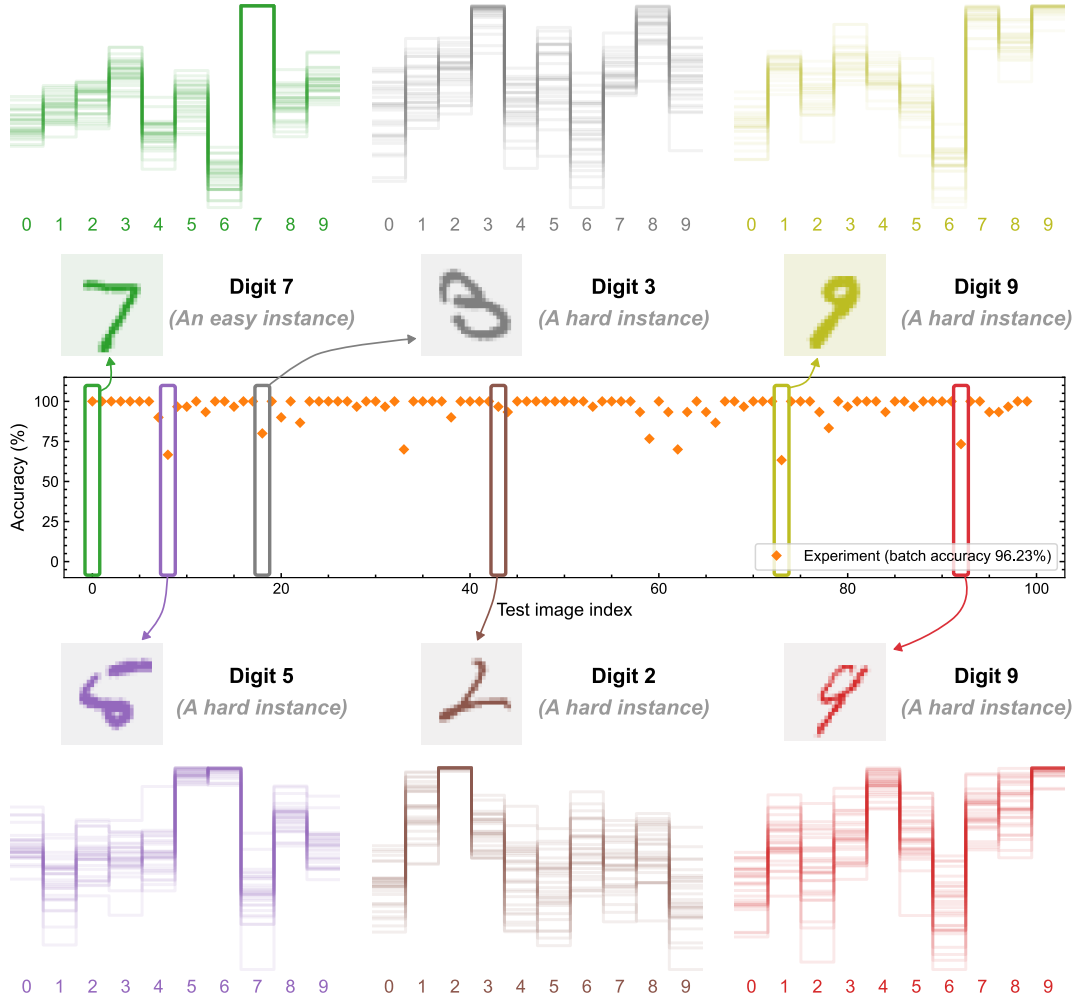 0 1 2 3 4 5 6 7 8 9
0 1 2 3 4 5 6 7 8 9
0 1 2 3 4 5 6 7 8 9
Digit 7
(An easy instance)
Digit 3
(A hard instance)
Digit 9
(A hard instance)
Accuracy (%)
100
75
50
25
0
Experiment (batch accuracy 96.23%)
0 20 40 60 80 100
Test image index
Digit 5
(A hard instance)
Digit 2
(A hard instance)
Digit 9
(A hard instance)
0 1 2 3 4 5 6 7 8 9
0 1 2 3 4 5 6 7 8 9
0 1 2 3 4 5 6 7 8 9